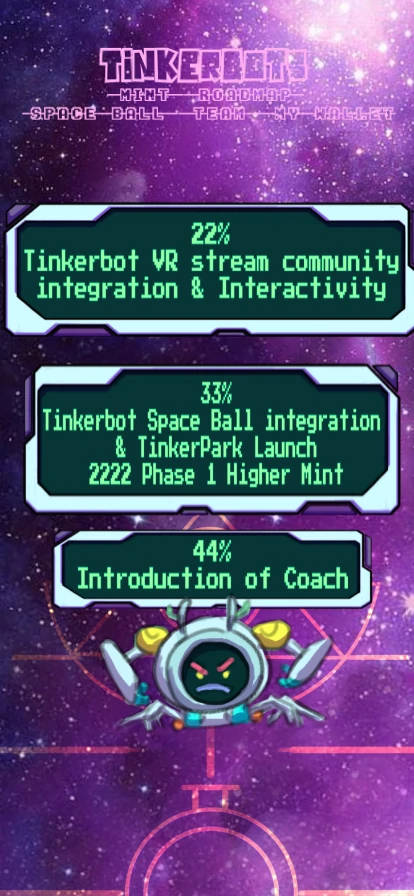 TINKERBOTS
MINT ROADMAP
SPACE BALL TEAM MY WALLET
22%
Tinkerbot VR stream community
integration & Interactivity
33%
Tinkerbot Space Ball integration
& TinkerPark Launch
2222 Phase 1 Higher Mint
44%
Introduction of Coach